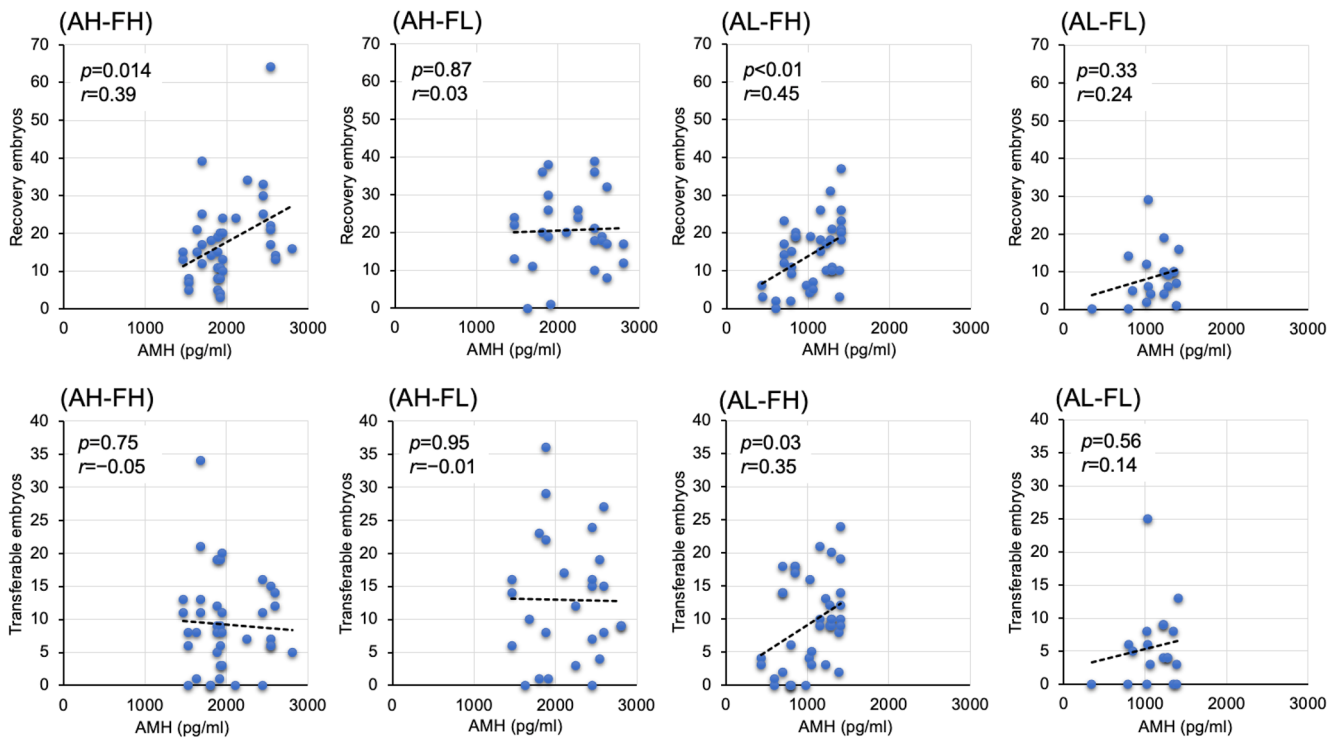 (AH-FH)
70
60
50
40
30
20
10
0
Recovery embryos
p=0.014
r=0.39
0 1000 2000 3000
AMH (pg/ml)
(AH-FL)
70
60
50
40
30
20
10
0
Recovery embryos
p=0.87
r=0.03
0 1000 2000 3000
AMH (pg/ml)
(AL-FH)
70
60
50
40
30
20
10
0
Recovery embryos
p<0.01
r=0.45
0 1000 2000 3000
AMH (pg/ml)
(AL-FL)
70
60
50
40
30
20
10
0
Recovery embryos
p=0.33
r=0.24
0 1000 2000 3000
AMH (pg/ml)
(AH-FH)
40
35
30
25
20
15
10
5
0
Transferable embryos
p=0.75
r=−0.05
0 1000 2000 3000
AMH (pg/ml)
(AH-FL)
40
35
30
25
20
15
10
5
0
Transferable embryos
p=0.95
r=−0.01
0 1000 2000 3000
AMH (pg/ml)
(AL-FH)
40
35
30
25
20
15
10
5
0
Transferable embryos
p=0.03
r=0.35
0 1000 2000 3000
AMH (pg/ml)
(AL-FL)
40
35
30
25
20
15
10
5
0
Transferable embryos
p=0.56
r=0.14
0 1000 2000 3000
AMH (pg/ml)